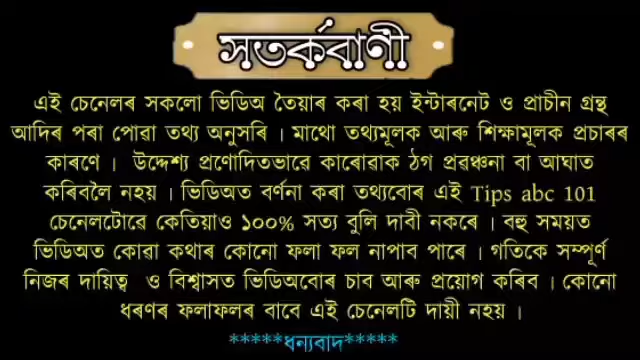 সতৰ্কবাণী
এই চেনেলৰ সকলো ভিডিঅ তৈয়াৰ কৰা হয় ইন্টাৰনেট ও প্ৰাচীন গ্ৰন্থ
আদিৰ পৰা পোৱা তথ্য অনুসৰি । মাথো তথ্যমূলক আৰু শিক্ষামূলক প্ৰচাৰৰ
কাৰণে । উদ্দেশ্য প্ৰণোদিতভাৱে কাৰোৱাক ঠগ প্ৰৱঞ্চনা বা আঘাত
কৰিবলৈ নহয় । ভিডিঅত বৰ্ণনা কৰা তথ্যবোৰ এই Tips abc 101
চেনেলটোৱে কেতিয়াও ১০০% সত্য বুলি দাবী নকৰে । বহু সময়ত
ভিডিঅত কোৱা কথাৰ কোনো ফলা ফল নাপাব পাৰে । গতিকে সম্পূৰ্ণ
নিজৰ দায়িত্ব ও বিশ্বাসত ভিডিঅবোৰ চাব আৰু প্ৰয়োগ কৰিব । কোনো
ধৰণৰ ফলাফলৰ বাবে এই চেনেলটি দায়ী নহয় ।
*****ধন্যবাদ*****